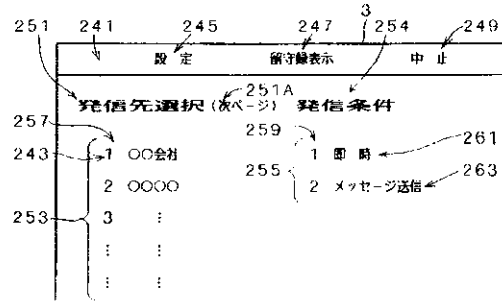 3
251 241 245 247 254 249
設定 留守録表示 中止
251A
発信先選択(次ページ) 発信条件
257 259
1 ○○会社 1 即時 261
243
2 ○○○○ 2 メッセージ送信 263
255
253 3 ⋮
⋮ ⋮
⋮ ⋮